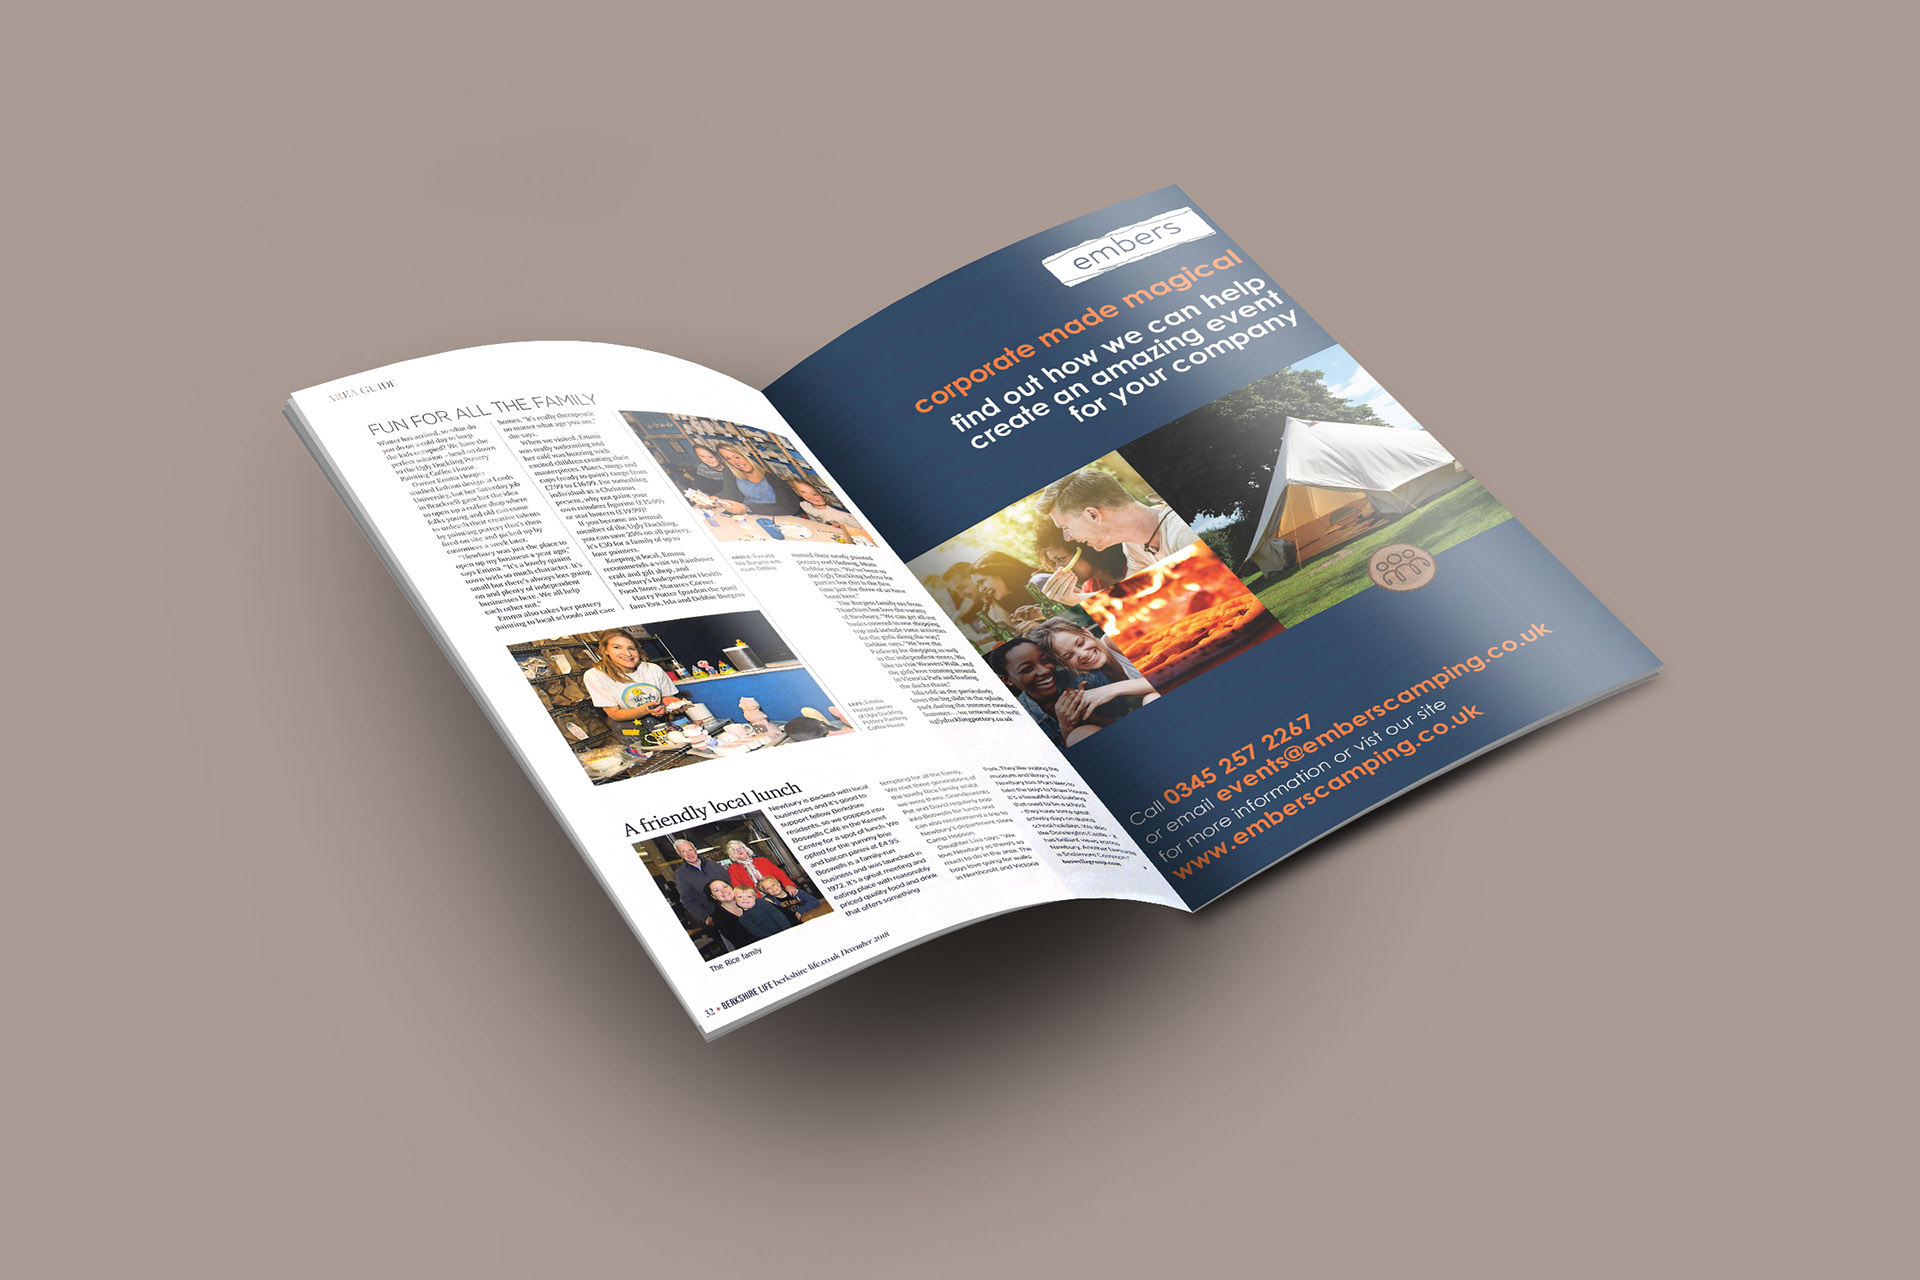 AREA GUIDE
FUN FOR ALL THE FAMILY
Winter has arrived, so what do
you do on a cold day to keep
the kids occupied? We have the
perfect solution – head on down
to the Ugly Duckling Pottery
Painting Coffee House.
Owner Emma Hooper
studied fashion design at Leeds
University, but her Saturday job
in Bracknell gave her the idea
to open up a coffee shop where
folks young and old can come
to unleash their creative talents
by painting pottery that's then
fired on site and picked up by
customers a week later.
"Newbury was just the place to
open up my business a year ago,"
says Emma. "It's a lovely quaint
town with so much character. It's
small but there's always lots going
on and plenty of independent
businesses here. We all help
each other out."
Emma also takes her pottery
painting to local schools and care
homes. "It's really therapeutic
no matter what age you are,"
she says.
When we visited, Emma
was really welcoming and
her café was buzzing with
excited children creating their
masterpieces. Plates, mugs and
cups (ready to paint) range from
£7.99 to £16.99. For something
individual as a Christmas
present, why not paint your
own reindeer figurine (£15.99)
or star lantern (£19.99)?
If you become an annual
member of the Ugly Duckling,
you can save 25% on all pottery.
It's £30 for a family of up to
four painters.
Keeping it local, Emma
recommends a visit to Rainbows
craft and gift shop, and
Newbury's Independent Health
Food Store, Natures Corner.
Harry Potter (pardon the pun)
fans Eva, Isla and Debbie Burgess
ABOVE: Eva and
Isla Burgess with
mum Debbie
named their newly painted
pottery owl Hedwig. Mum
Debbie says, "We've been to
the Ugly Duckling before for
parties but this is the first
time just the three of us have
been here."
The Burgess family are from
Thatcham but love the variety
of Newbury. "We can get all our
basics covered in one shopping
trip and include some activities
for the girls along the way,"
Debbie says. "We love the
Parkway for shopping as well
as the independent stores. We
like to visit Weavers Walk, and
the girls love running around
in Victoria Park and feeding
the ducks there."
Isla told us she particularly
loves the big slide in the splash
park during the summer months.
Summer… we remember it well!
uglyducklingpottery.co.uk
LEFT: Emma
Hooper, owner
of Ugly Duckling
Pottery Painting
Coffee House
A friendly local lunch
Newbury is packed with local
businesses and it's good to
support fellow Berkshire
residents, so we popped into
Boswells Café in the Kennet
Centre for a spot of lunch. We
opted for the yummy brie
and bacon panini at £4.95.
Boswells is a family-run
business and was launched in
1972. It's a great meeting and
eating place with reasonably
priced quality food and drink
that offers something
tempting for all the family.
We met three generations of
the lovely Rice family whilst
we were there. Grandparents
Pat and David regularly pop
into Boswells for lunch and
can also recommend a trip to
Newbury's department store
Camp Hopson.
Daughter Lisa says: "We
love Newbury as there's so
much to do in the area. The
boys love going for walks
in Northcroft and Victoria
Park. They like visiting the
museum and library in
Newbury too. Mum likes to
take the boys to Shaw House.
It's a beautiful old building
that used to be a school
– they have some great
activity days on during
school holidays. We also
like Donnington Castle – it
has brilliant views across
Newbury. Another favourite
is Snelsmore Common."
boswellsgroup.com
The Rice family
32 • BERKSHIRE LIFE berkshire-life.co.uk December 2018
embers
corporate made magical
find out how we can help
create an amazing event
for your company
Call 0345 257 2267
or email events@emberscamping.co.uk
for more information or vist our site
www.emberscamping.co.uk